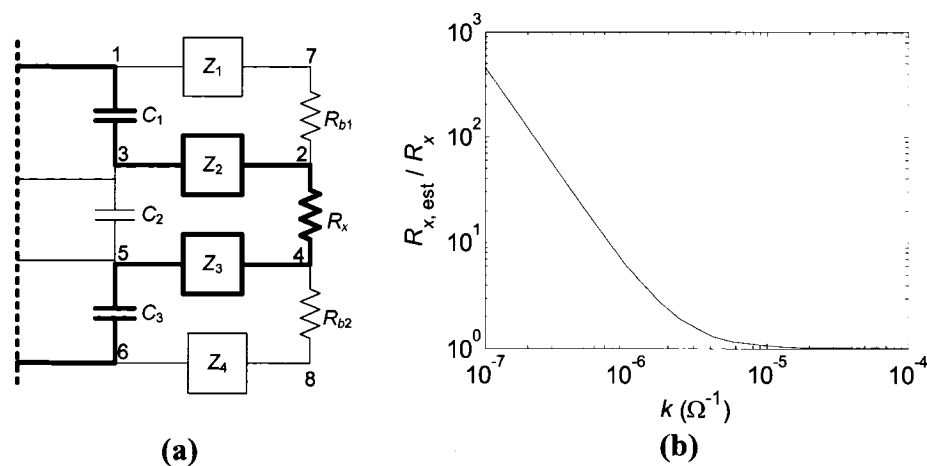 1
Z1
7
C1
Rb1
3
Z2
2
C2
Rx
5
Z3
4
C3
Rb2
6
Z4
8
(a)
10^3
10^2
10^1
10^0
Rx, est / Rx
10^-7
10^-6
10^-5
10^-4
k (Ω^-1)
(b)